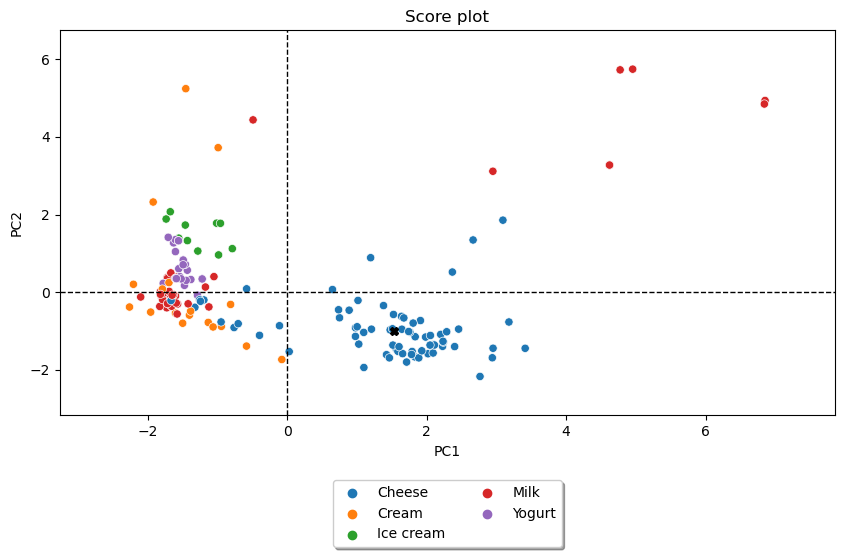 Score plot
6
4
2
0
−2
PC2
−2 0 2 4 6
PC1
Cheese Milk
Cream Yogurt
Ice cream